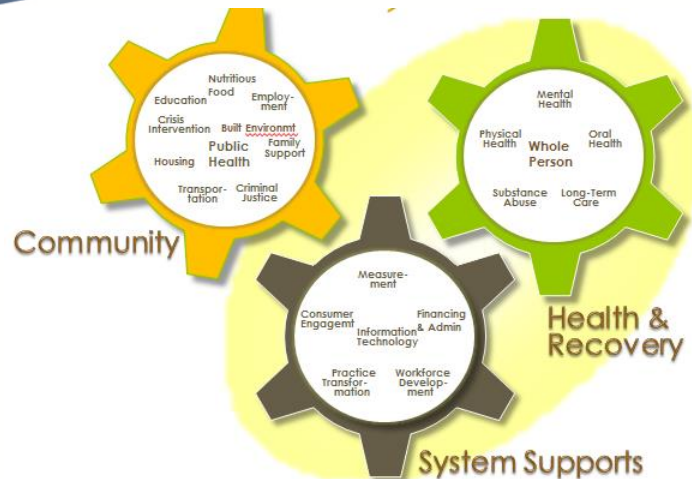 Nutritious
Food
Education
Employ-
ment
Crisis
Intervention
Built Environmt
Public
Health
Family
Support
Housing
Transpor-
tation
Criminal
Justice
Community
Mental
Health
Physical
Health
Whole
Person
Oral
Health
Substance
Abuse
Long-Term
Care
Health &
Recovery
Measure-
ment
Consumer
Engagemt
Information
Technology
Financing
& Admin
Practice
Transfor-
mation
Workforce
Develop-
ment
System Supports